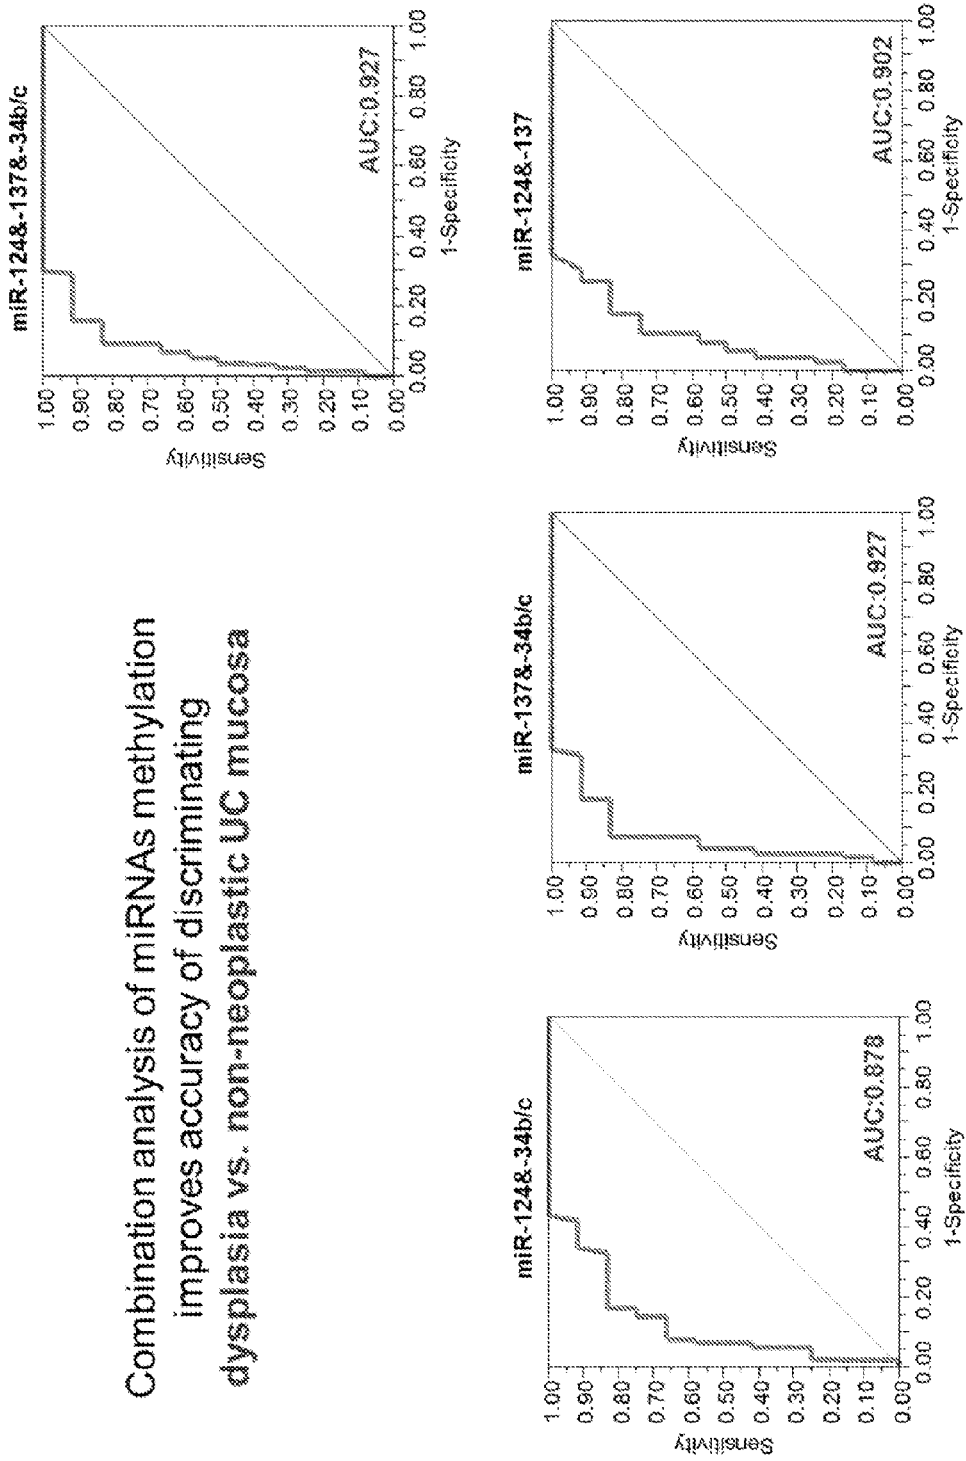 Combination analysis of miRNAs methylation
improves accuracy of discriminating
dysplasia vs. non-neoplastic UC mucosa
miR-124&-137&-34b/c
Sensitivity
1.00
0.90
0.80
0.70
0.60
0.50
0.40
0.30
0.20
0.10
0.00
AUC:0.927
0.00 0.20 0.40 0.60 0.80 1.00
1-Specificity
miR-124&-34b/c
Sensitivity
1.00
0.90
0.80
0.70
0.60
0.50
0.40
0.30
0.20
0.10
0.00
AUC:0.878
0.00 0.20 0.40 0.60 0.80 1.00
1-Specificity
miR-137&-34b/c
Sensitivity
1.00
0.90
0.80
0.70
0.60
0.50
0.40
0.30
0.20
0.10
0.00
AUC:0.927
0.00 0.20 0.40 0.60 0.80 1.00
1-Specificity
miR-124&-137
Sensitivity
1.00
0.90
0.80
0.70
0.60
0.50
0.40
0.30
0.20
0.10
0.00
AUC:0.902
0.00 0.20 0.40 0.60 0.80 1.00
1-Specificity